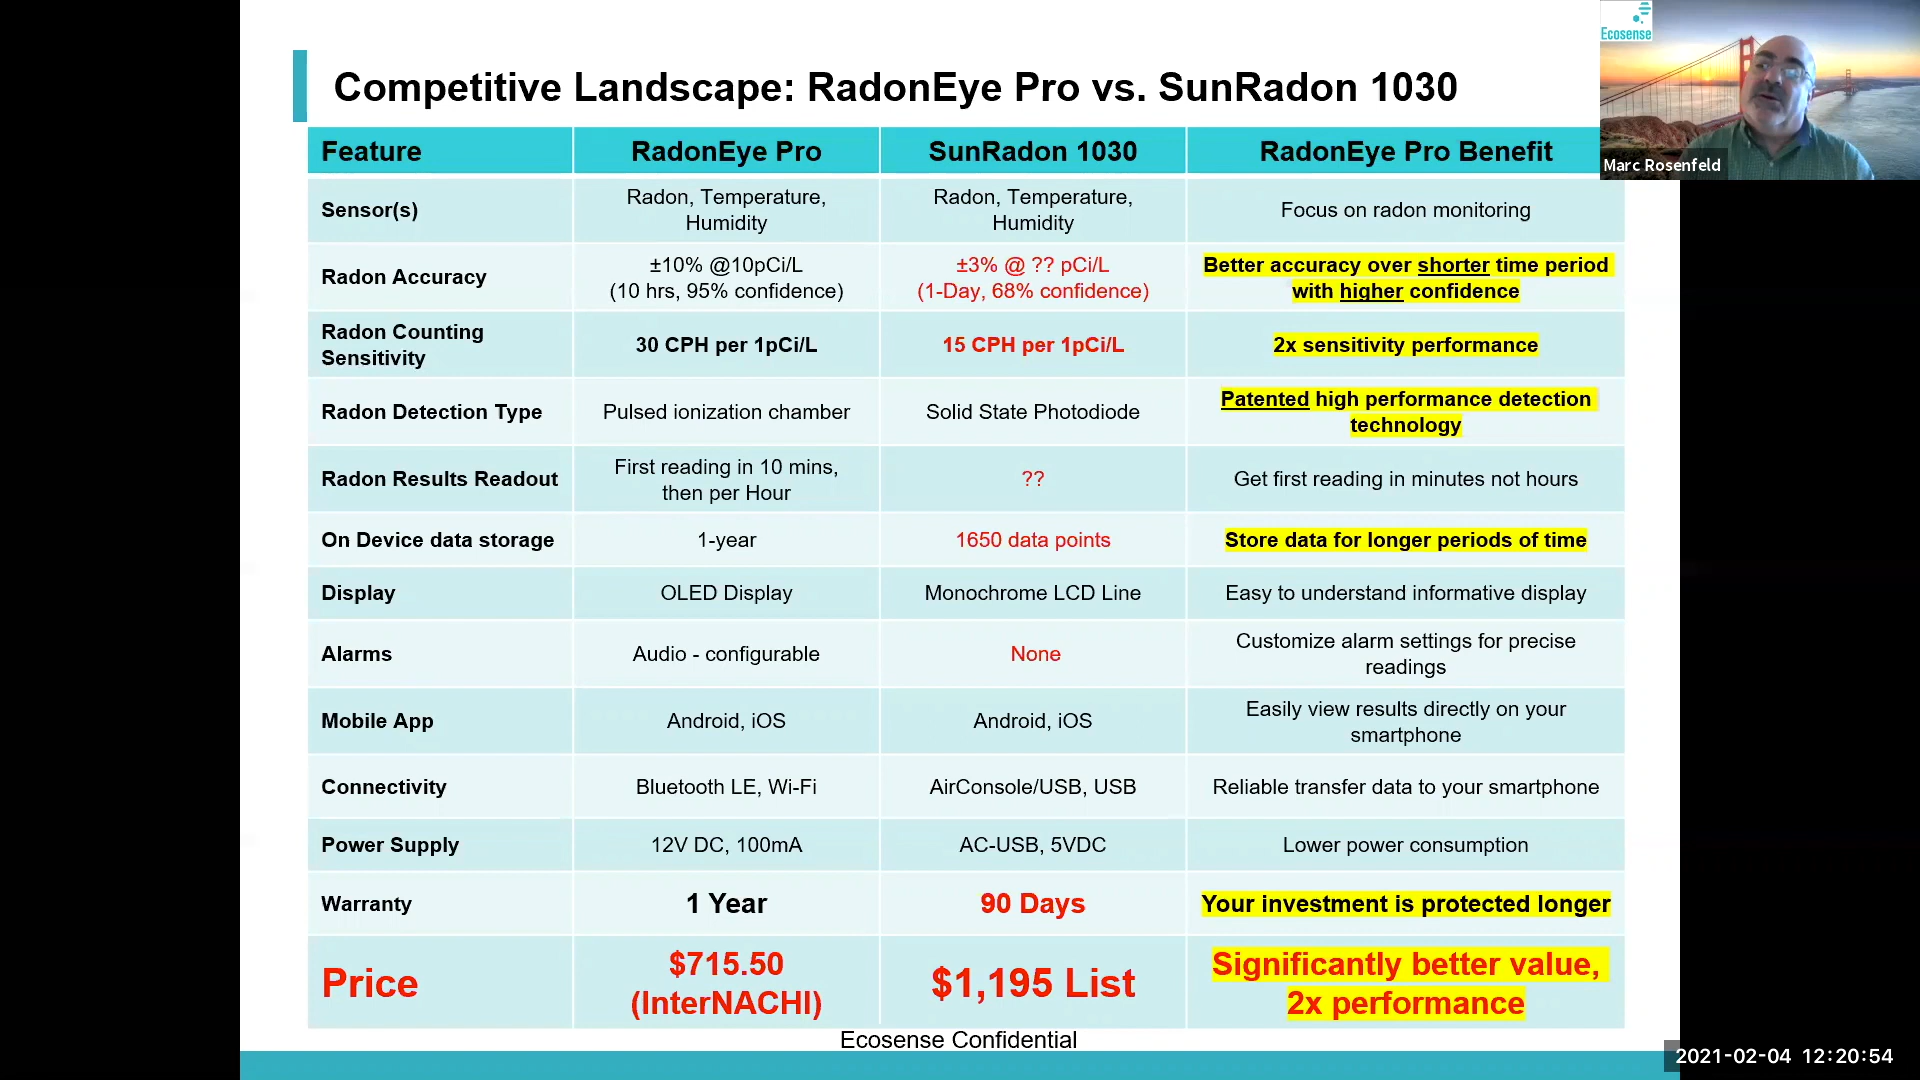 Competitive Landscape: RadonEye Pro vs. SunRadon 1030
Ecosense
Marc Rosenfeld
Feature
RadonEye Pro
SunRadon 1030
RadonEye Pro Benefit
Sensor(s)
Radon, Temperature,
Humidity
Radon, Temperature,
Humidity
Focus on radon monitoring
Radon Accuracy
±10% @10pCi/L
(10 hrs, 95% confidence)
±3% @ ?? pCi/L
(1-Day, 68% confidence)
Better accuracy over shorter time period
with higher confidence
Radon Counting
Sensitivity
30 CPH per 1pCi/L
15 CPH per 1pCi/L
2x sensitivity performance
Radon Detection Type
Pulsed ionization chamber
Solid State Photodiode
Patented high performance detection
technology
Radon Results Readout
First reading in 10 mins,
then per Hour
??
Get first reading in minutes not hours
On Device data storage
1-year
1650 data points
Store data for longer periods of time
Display
OLED Display
Monochrome LCD Line
Easy to understand informative display
Alarms
Audio - configurable
None
Customize alarm settings for precise
readings
Mobile App
Android, iOS
Android, iOS
Easily view results directly on your
smartphone
Connectivity
Bluetooth LE, Wi-Fi
AirConsole/USB, USB
Reliable transfer data to your smartphone
Power Supply
12V DC, 100mA
AC-USB, 5VDC
Lower power consumption
Warranty
1 Year
90 Days
Your investment is protected longer
Price
$715.50
(InterNACHI)
$1,195 List
Significantly better value,
2x performance
Ecosense Confidential
2021-02-04 12:20:54